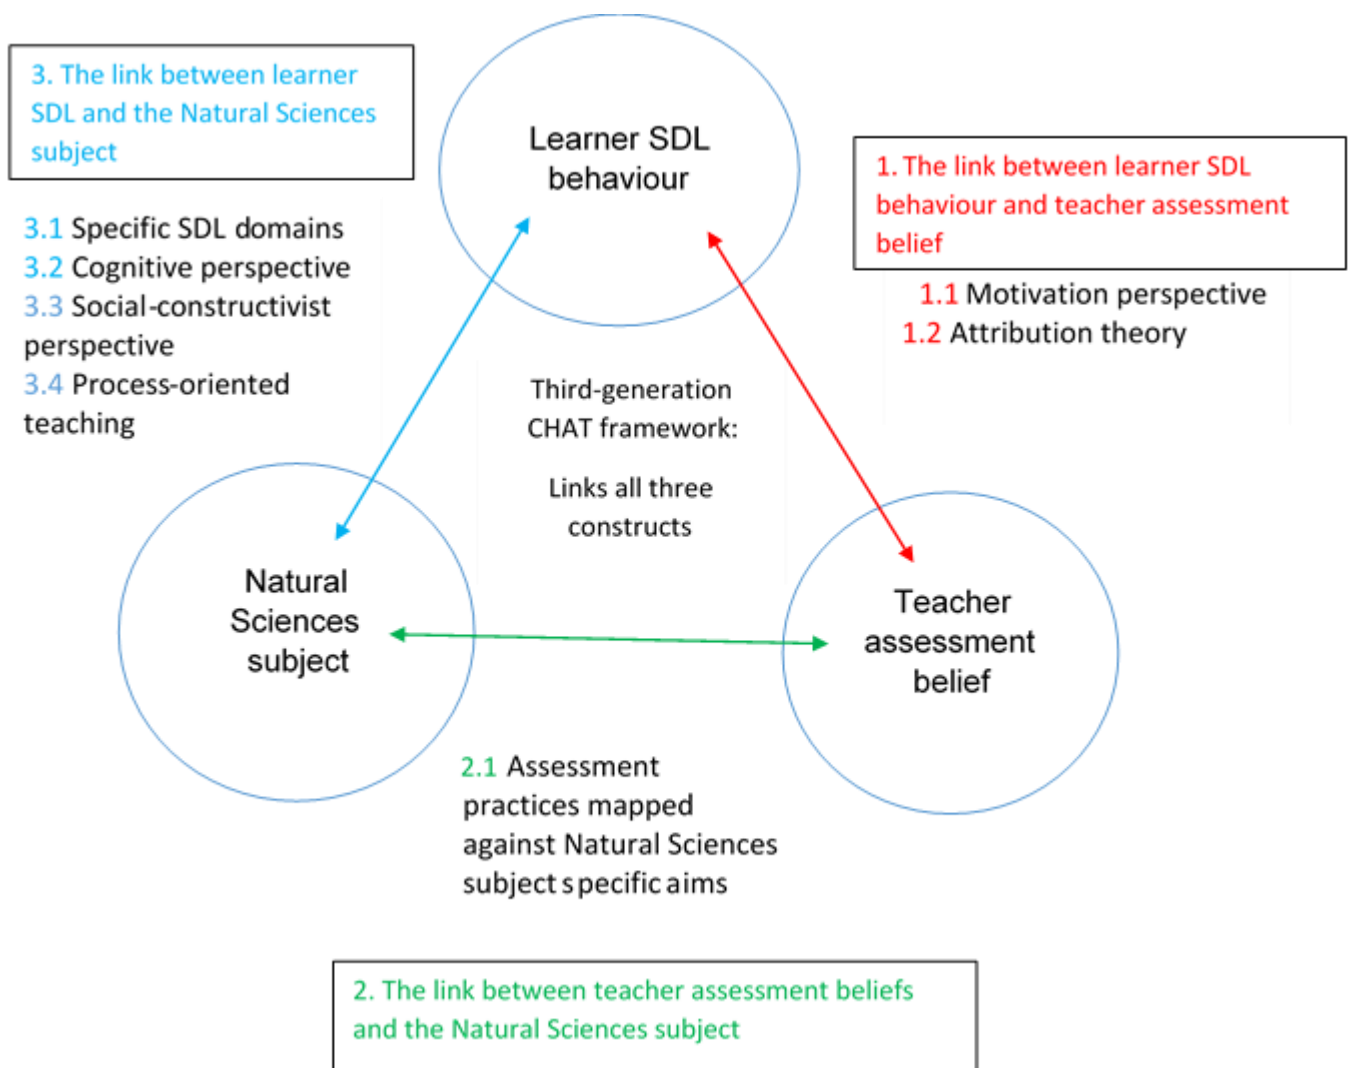 3. The link between learner
SDL and the Natural Sciences
subject
3.1 Specific SDL domains
3.2 Cognitive perspective
3.3 Social-constructivist
perspective
3.4 Process-oriented
teaching
Learner SDL
behaviour
1. The link between learner SDL
behaviour and teacher assessment
belief
1.1 Motivation perspective
1.2 Attribution theory
Third-generation
CHAT framework:
Links all three
constructs
Natural
Sciences
subject
Teacher
assessment
belief
2.1 Assessment
practices mapped
against Natural Sciences
subject specific aims
2. The link between teacher assessment beliefs
and the Natural Sciences subject